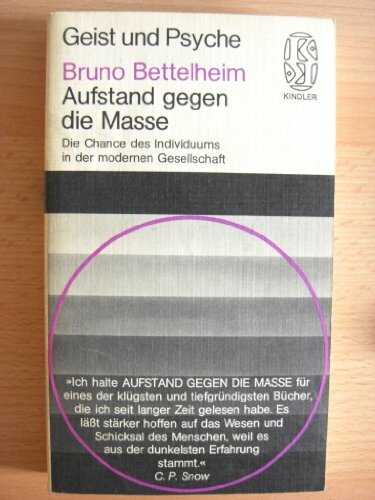 Geist und Psyche
KINDLER
Bruno Bettelheim
Aufstand gegen
die Masse
Die Chance des Individuums
in der modernen Gesellschaft
»Ich halte AUFSTAND GEGEN DIE MASSE für
eines der klügsten und tiefgründigsten Bücher,
die ich seit langer Zeit gelesen habe. Es
läßt stärker hoffen auf das Wesen und
Schicksal des Menschen, weil es
aus der dunkelsten Erfahrung
stammt.«
C. P. Snow